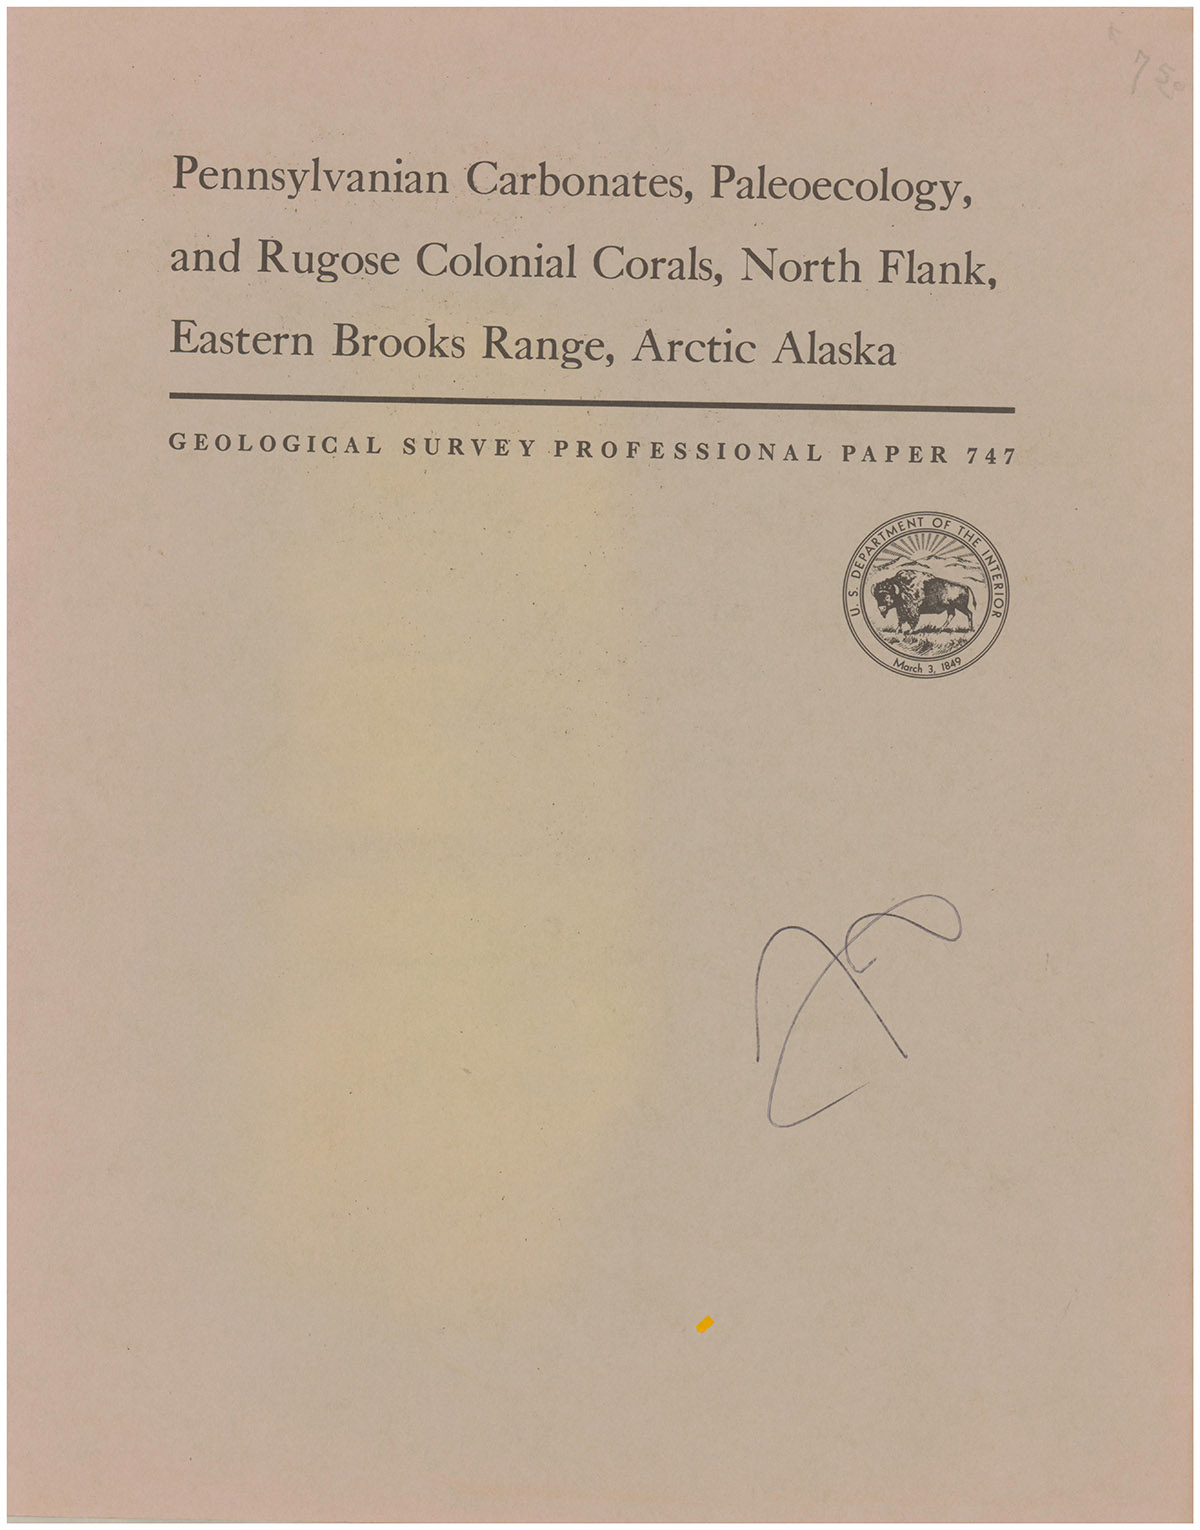 750
Pennsylvanian Carbonates, Paleoecology,
and Rugose Colonial Corals, North Flank,
Eastern Brooks Range, Arctic Alaska
GEOLOGICAL SURVEY PROFESSIONAL PAPER 747
U. S. DEPARTMENT OF THE INTERIOR
March 3, 1849